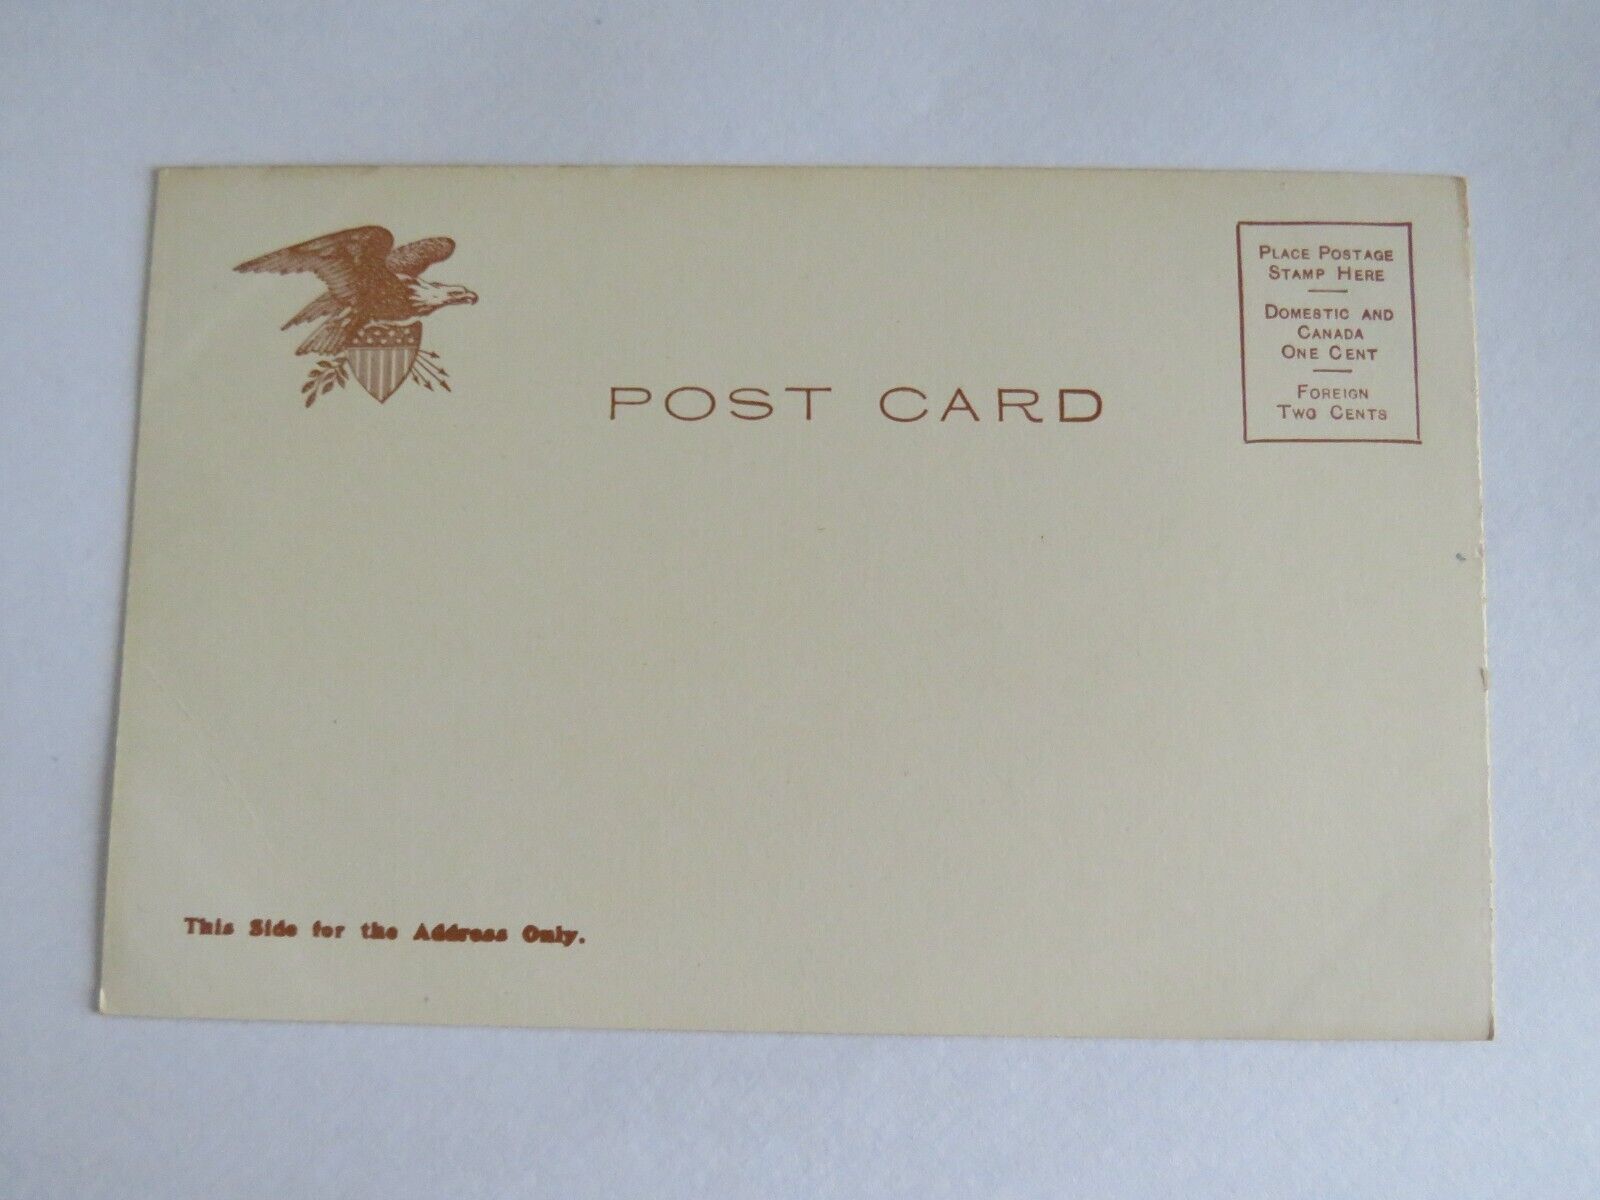 POST CARD
PLACE POSTAGE
STAMP HERE
DOMESTIC AND
CANADA
ONE CENT
FOREIGN
TWO CENTS
This Side for the Address Only.